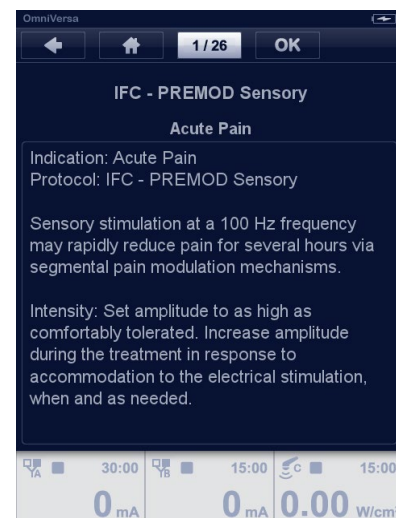 OmniVersa
1 / 26 OK
IFC - PREMOD Sensory
Acute Pain
Indication: Acute Pain
Protocol: IFC - PREMOD Sensory
Sensory stimulation at a 100 Hz frequency
may rapidly reduce pain for several hours via
segmental pain modulation mechanisms.
Intensity: Set amplitude to as high as
comfortably tolerated. Increase amplitude
during the treatment in response to
accommodation to the electrical stimulation,
when and as needed.
1A 30:00 1B 15:00 C 15:00
0 mA 0 mA 0.00 W/cm